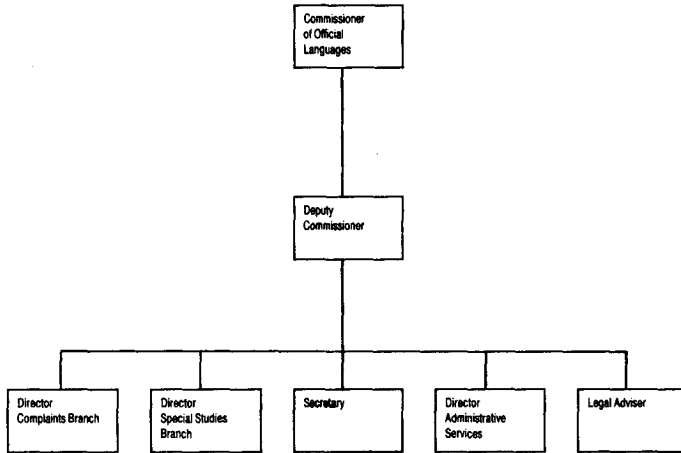 Commissioner
of Official
Languages
Deputy
Commissioner
Director
Complaints Branch
Director
Special Studies
Branch
Secretary
Director
Administrative
Services
Legal Adviser